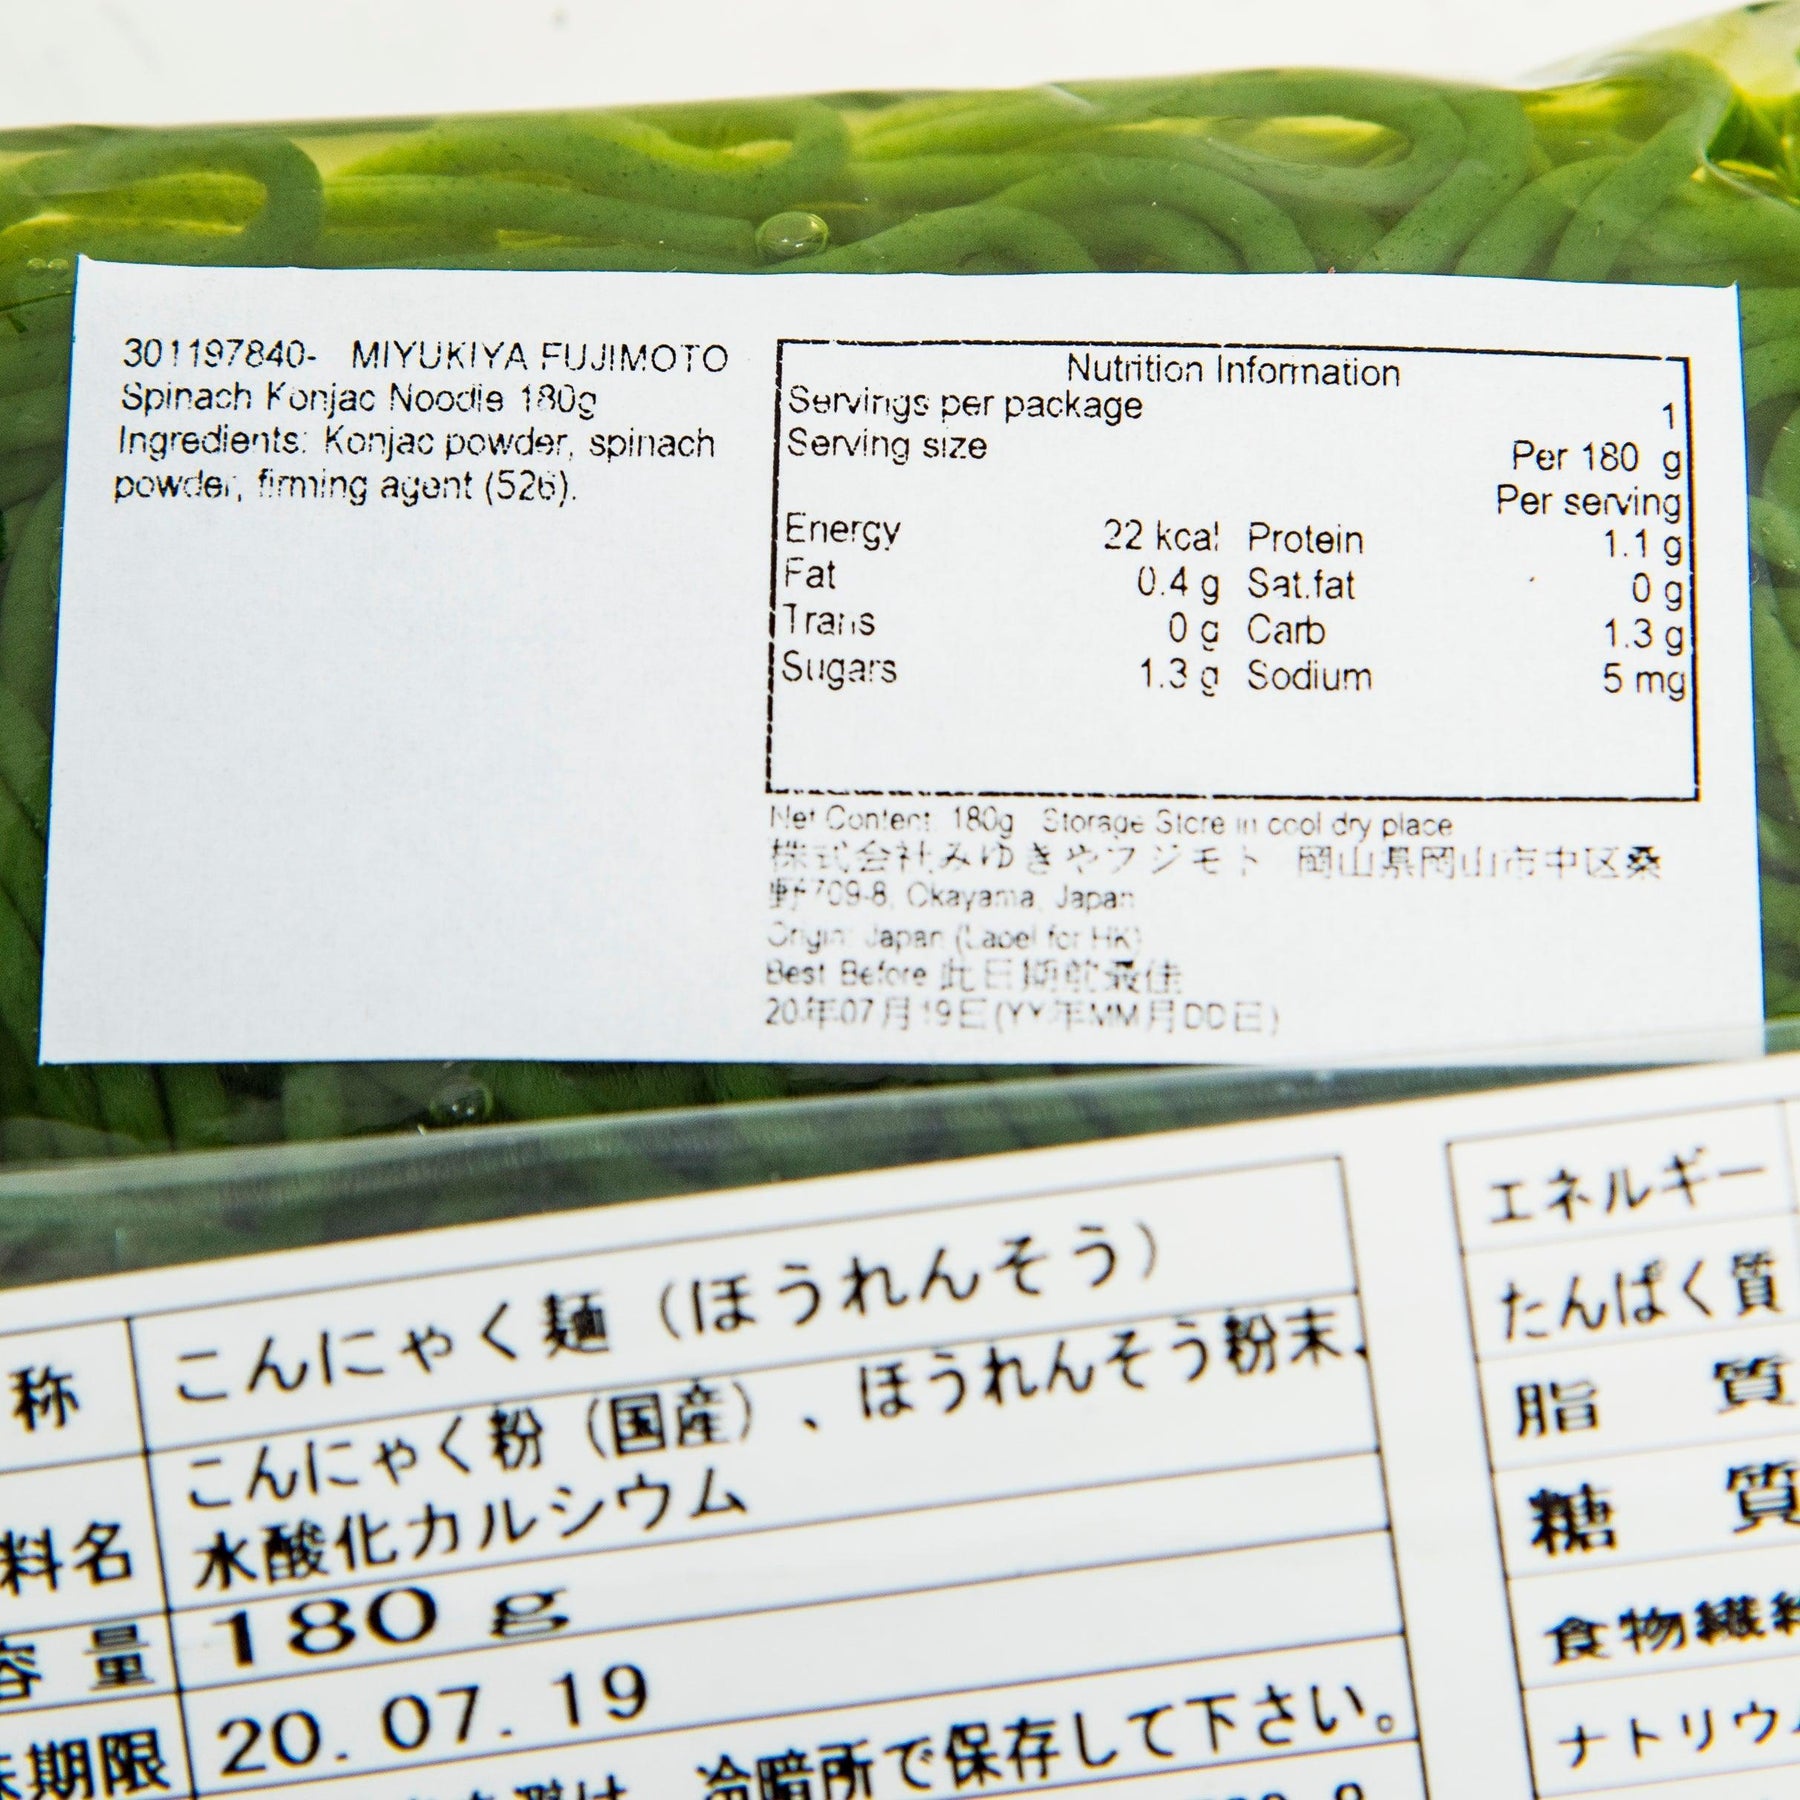 301197840- MIYUKIYA FUJIMOTO
Spinach Konjac Noodle 180g
Ingredients: Konjac powder, spinach
powder, firming agent (526).
Nutrition Information
Servings per package 1
Serving size Per 180 g
Per serving
Energy 22 kcal Protein 1.1 g
Fat 0.4 g Sat.fat 0 g
Trans 0 g Carb 1.3 g
Sugars 1.3 g Sodium 5 mg
Net Content: 180g Storage Store in cool dry place
株式会社みゆきやフジモト 岡山県岡山市中区桑
野709-8, Okayama, Japan
Origin: Japan (Label for HK)
Best Before 此日期前最佳
20年07月19日(YY年MM月DD日)
称 こんにゃく麺（ほうれんそう）
料名 こんにゃく粉（国産）、ほうれんそう粉末、
水酸化カルシウム
容量 180g
期限 20.07.19
冷暗所で保存して下さい。
エネルギー
たんぱく質
脂質
糖質
食物繊維
ナトリウム